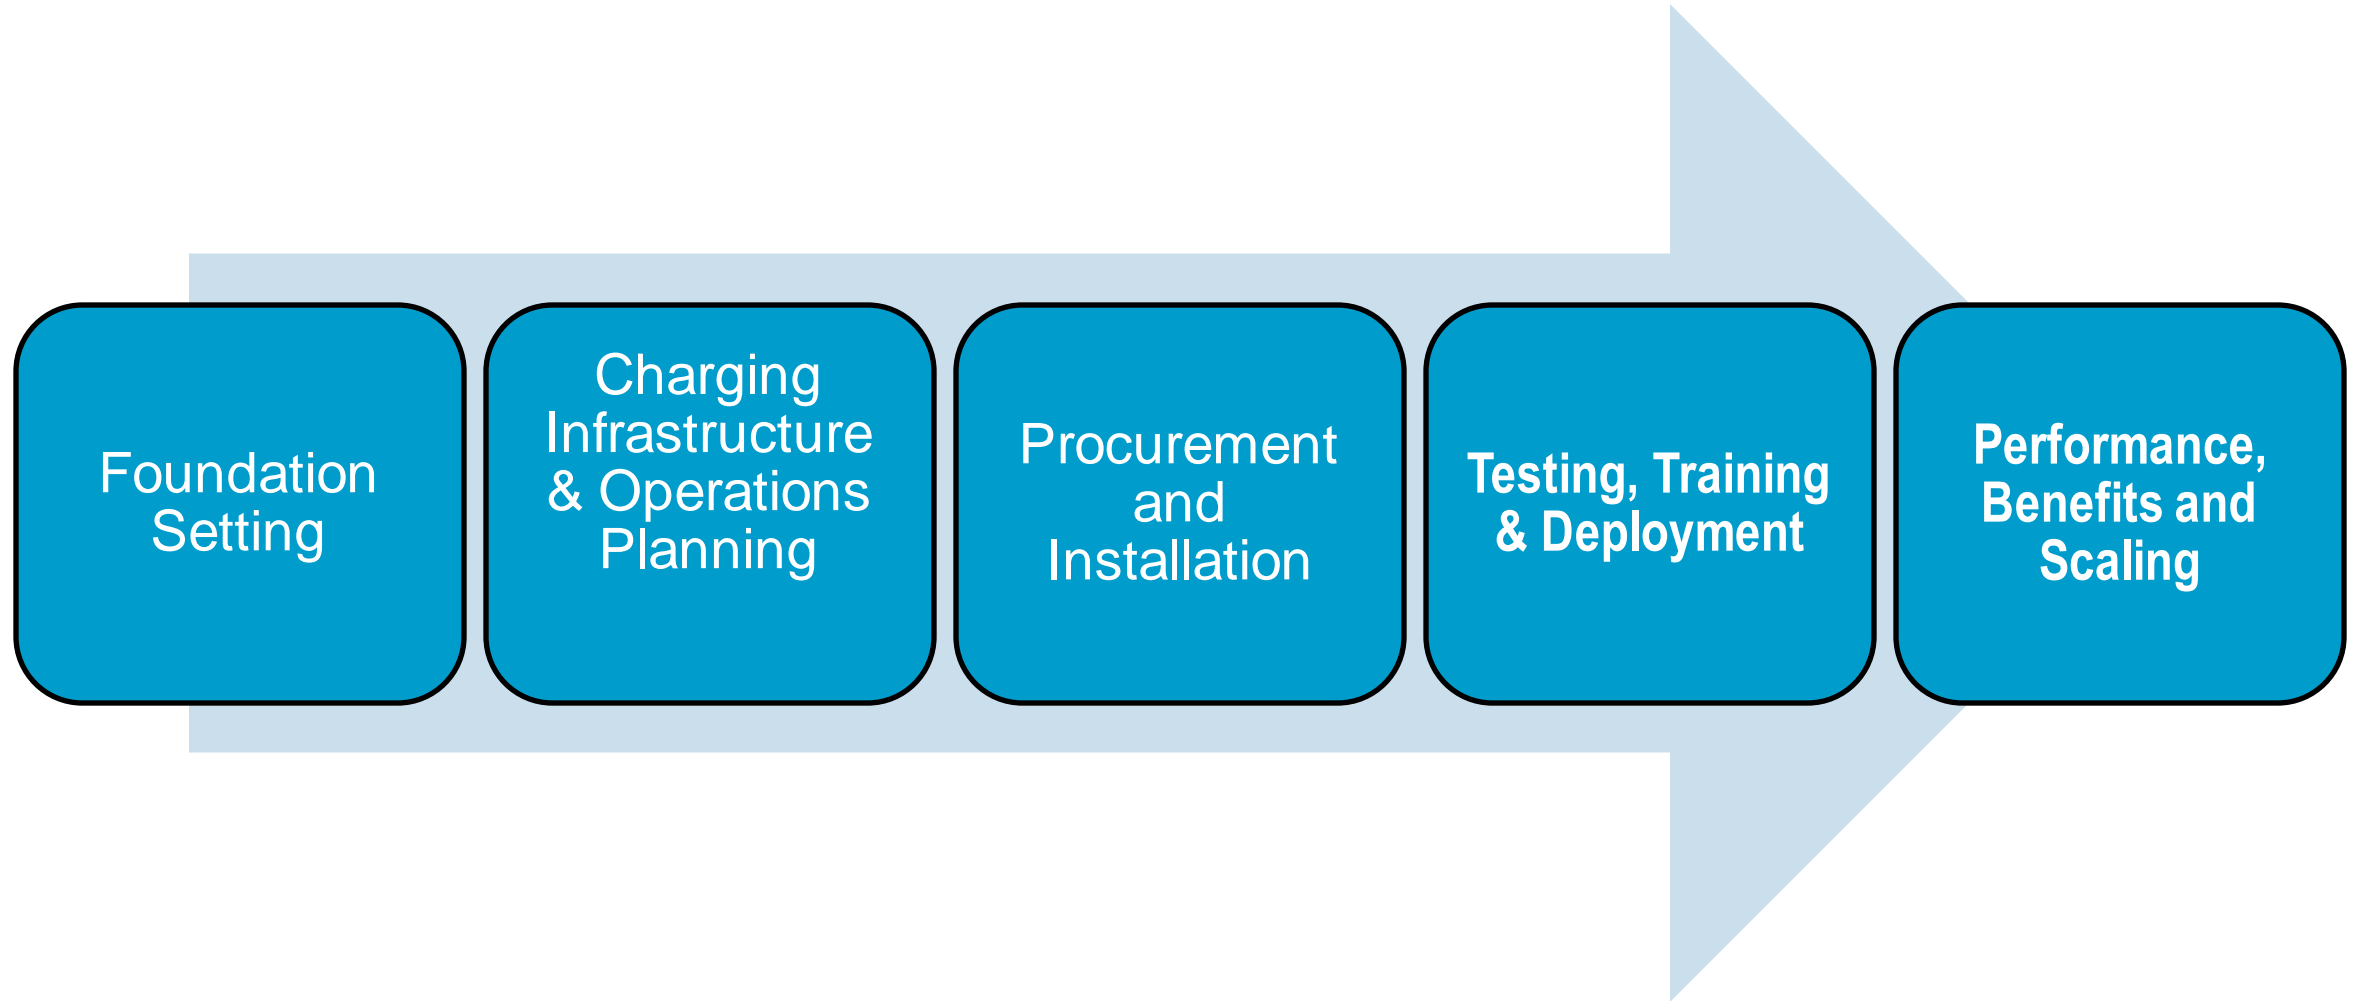 Foundation
Setting
Charging
Infrastructure
& Operations
Planning
Procurement
and
Installation
Testing, Training
& Deployment
Performance,
Benefits and
Scaling